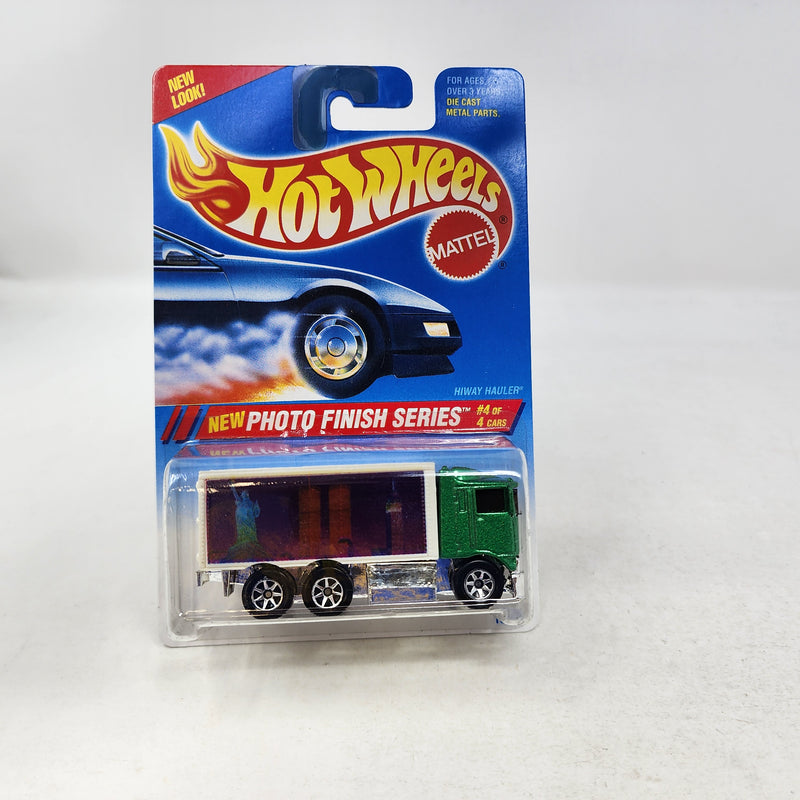 NEW
LOOK!
FOR AGES
OVER 3 YEARS.
DIE CAST
METAL PARTS.
HOT WHEELS®
MATTEL®
HIWAY HAULER®
NEW PHOTO FINISH SERIES™ #4 OF
4 CARS